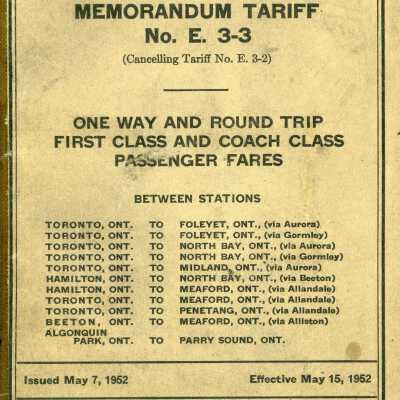 MEMORANDUM TARIFF
No. E. 3-3
(Cancelling Tariff No. E. 3-2)
ONE WAY AND ROUND TRIP
FIRST CLASS AND COACH CLASS
PASSENGER FARES
BETWEEN STATIONS
TORONTO, ONT. TO FOLEYET, ONT., (via Aurora)
TORONTO, ONT. TO FOLEYET, ONT., (via Gormley)
TORONTO, ONT. TO NORTH BAY, ONT., (via Aurora)
TORONTO, ONT. TO NORTH BAY, ONT., (via Gormley)
TORONTO, ONT. TO MIDLAND, ONT., (via Aurora)
HAMILTON, ONT. TO NORTH BAY, ONT., (via Beeton)
HAMILTON, ONT. TO MEAFORD, ONT., (via Allandale)
TORONTO, ONT. TO MEAFORD, ONT., (via Allandale)
TORONTO, ONT. TO PENETANG, ONT., (via Allandale)
BEETON, ONT. TO MEAFORD, ONT., (via Alliston)
ALGONQUIN
PARK, ONT. TO PARRY SOUND, ONT.
Issued May 7, 1952 Effective May 15, 1952